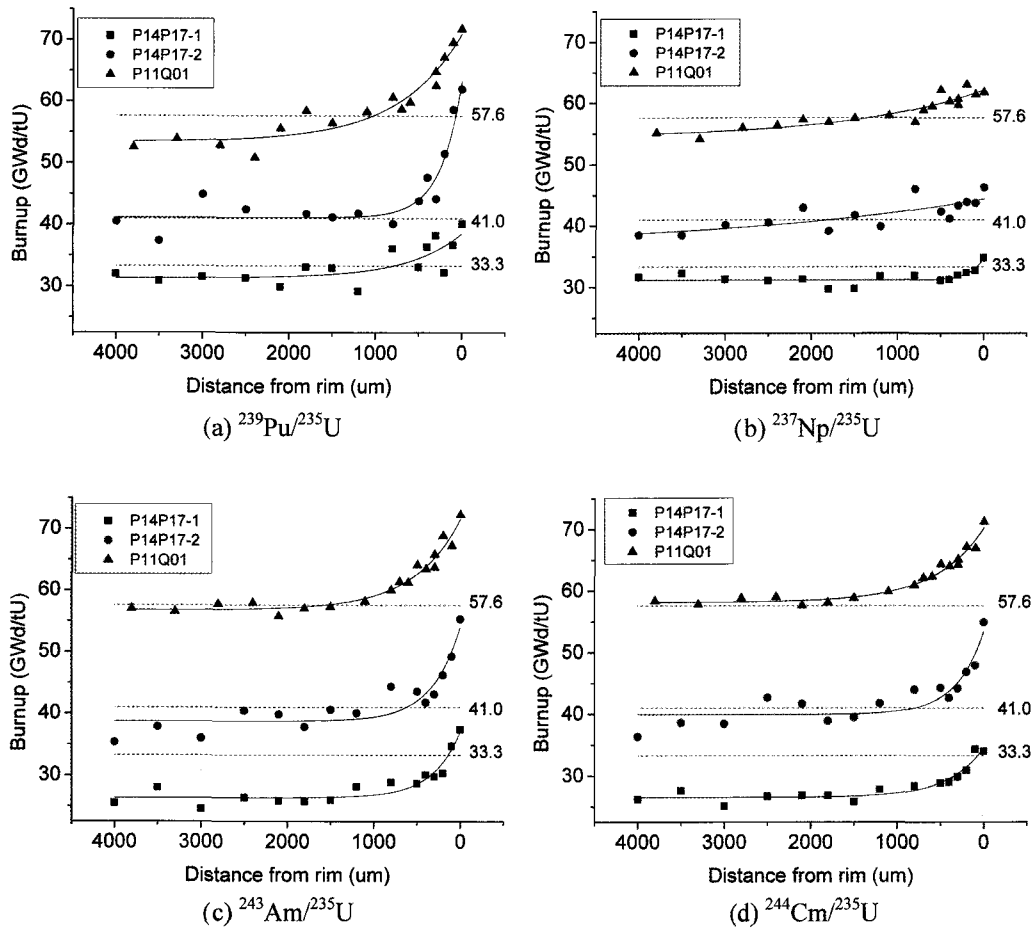 P14P17-1
P14P17-2
P11Q01
70
60
50
40
30
57.6
41.0
33.3
Burnup (GWd/tU)
4000 3000 2000 1000 0
Distance from rim (um)
(a) ²³⁹Pu/²³⁵U
P14P17-1
P14P17-2
P11Q01
70
60
50
40
30
57.6
41.0
33.3
Burnup (GWd/tU)
4000 3000 2000 1000 0
Distance from rim (um)
(b) ²³⁷Np/²³⁵U
P14P17-1
P14P17-2
P11Q01
70
60
50
40
30
57.6
41.0
33.3
Burnup (GWd/tU)
4000 3000 2000 1000 0
Distance from rim (um)
(c) ²⁴³Am/²³⁵U
P14P17-1
P14P17-2
P11Q01
70
60
50
40
30
57.6
41.0
33.3
Burnup (GWd/tU)
4000 3000 2000 1000 0
Distance from rim (um)
(d) ²⁴⁴Cm/²³⁵U